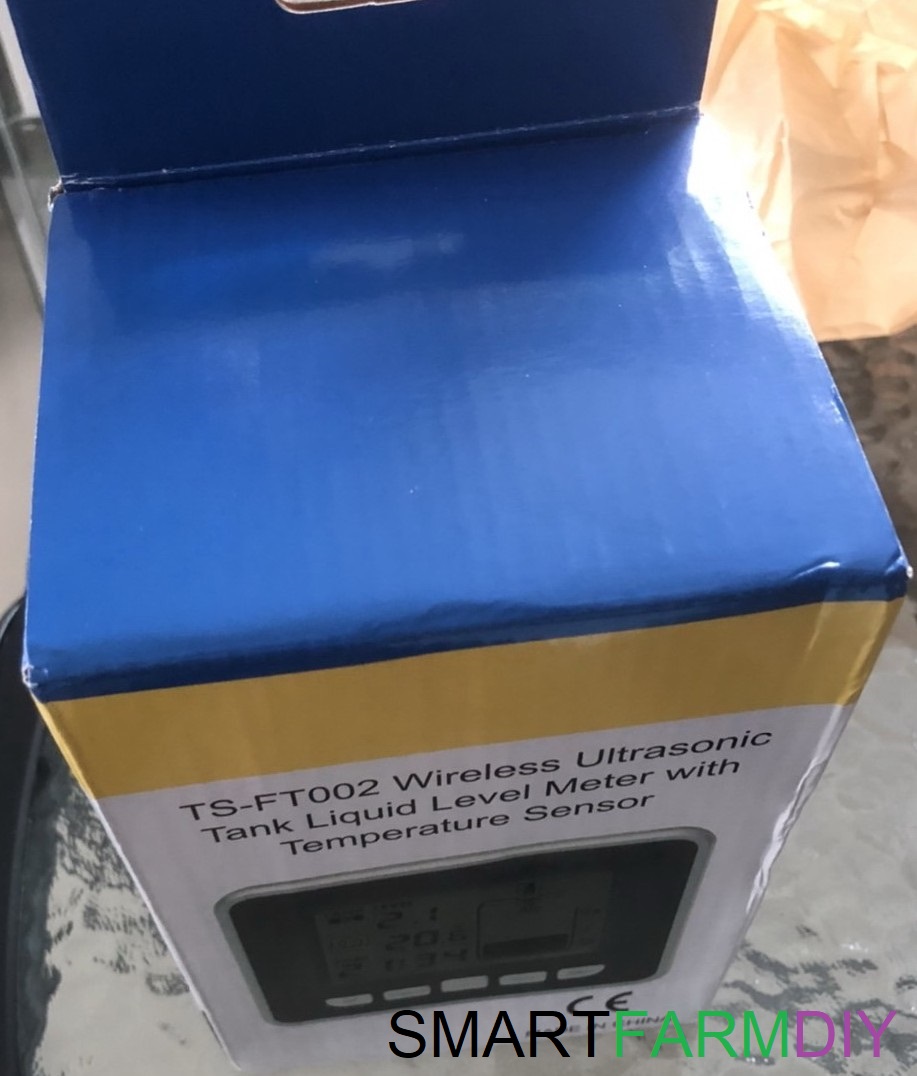 TS-FT002 Wireless Ultrasonic
Tank Liquid Level Meter with
Temperature Sensor
CE
SMARTFARMDIY